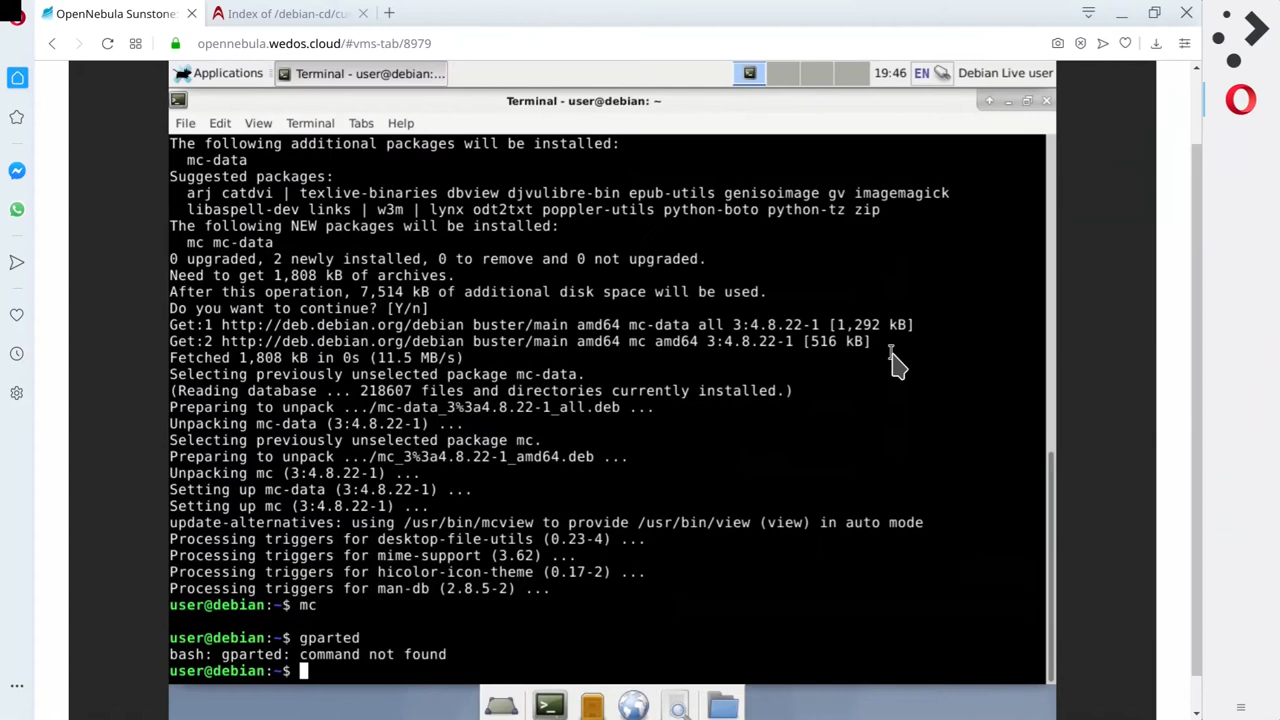 OpenNebula Sunstone:
Index of /debian-cd/cu
opennebula.wedos.cloud/#vms-tab/8979
Applications
Terminal - user@debian:...
19:46
EN
Debian Live user
Terminal - user@debian: ~
File Edit View Terminal Tabs Help
The following additional packages will be installed:
mc-data
Suggested packages:
arj catdvi | texlive-binaries dbview djvulibre-bin epub-utils genisoimage gv imagemagick
libaspell-dev links | w3m | lynx odt2txt poppler-utils python-boto python-tz zip
The following NEW packages will be installed:
mc mc-data
0 upgraded, 2 newly installed, 0 to remove and 0 not upgraded.
Need to get 1,808 kB of archives.
After this operation, 7,514 kB of additional disk space will be used.
Do you want to continue? [Y/n]
Get:1 http://deb.debian.org/debian buster/main amd64 mc-data all 3:4.8.22-1 [1,292 kB]
Get:2 http://deb.debian.org/debian buster/main amd64 mc amd64 3:4.8.22-1 [516 kB]
Fetched 1,808 kB in 0s (11.5 MB/s)
Selecting previously unselected package mc-data.
(Reading database ... 218607 files and directories currently installed.)
Preparing to unpack .../mc-data_3%3a4.8.22-1_all.deb ...
Unpacking mc-data (3:4.8.22-1) ...
Selecting previously unselected package mc.
Preparing to unpack .../mc_3%3a4.8.22-1_amd64.deb ...
Unpacking mc (3:4.8.22-1) ...
Setting up mc-data (3:4.8.22-1) ...
Setting up mc (3:4.8.22-1) ...
update-alternatives: using /usr/bin/mcview to provide /usr/bin/view (view) in auto mode
Processing triggers for desktop-file-utils (0.23-4) ...
Processing triggers for mime-support (3.62) ...
Processing triggers for hicolor-icon-theme (0.17-2) ...
Processing triggers for man-db (2.8.5-2) ...
user@debian:~$ mc
user@debian:~$ gparted
bash: gparted: command not found
user@debian:~$